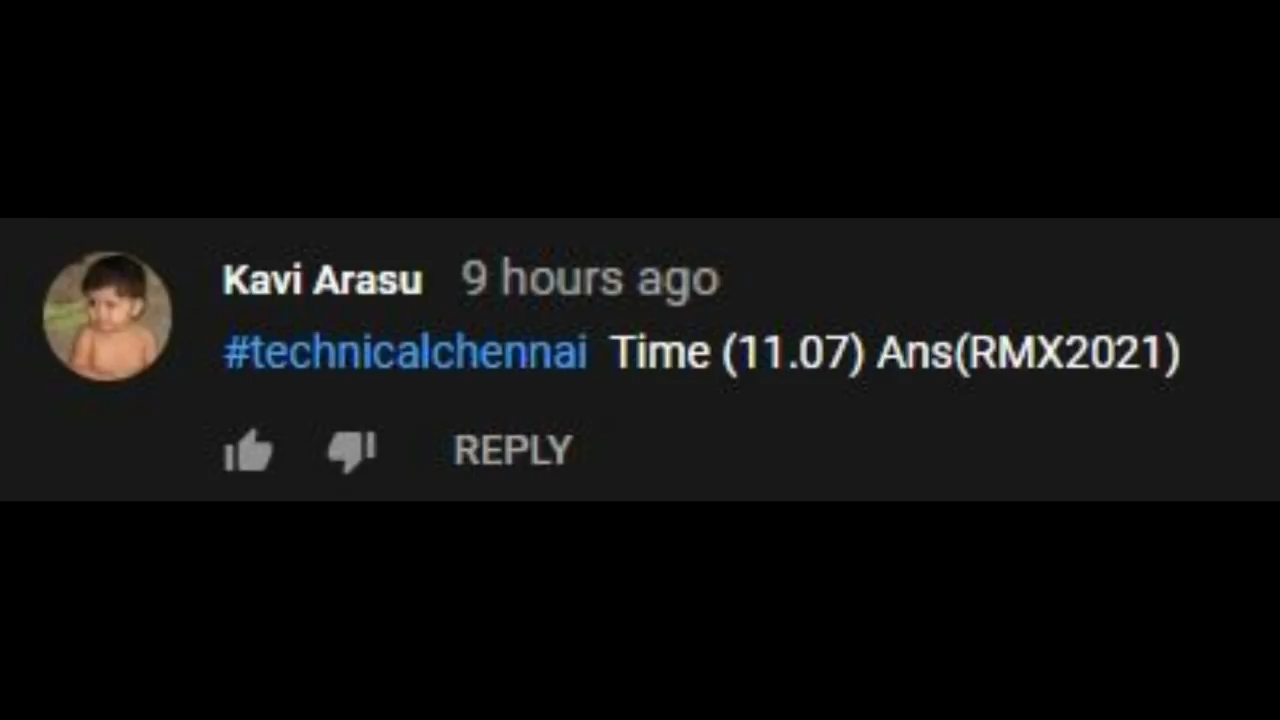 Kavi Arasu 9 hours ago
#technicalchennai Time (11.07) Ans(RMX2021)
REPLY